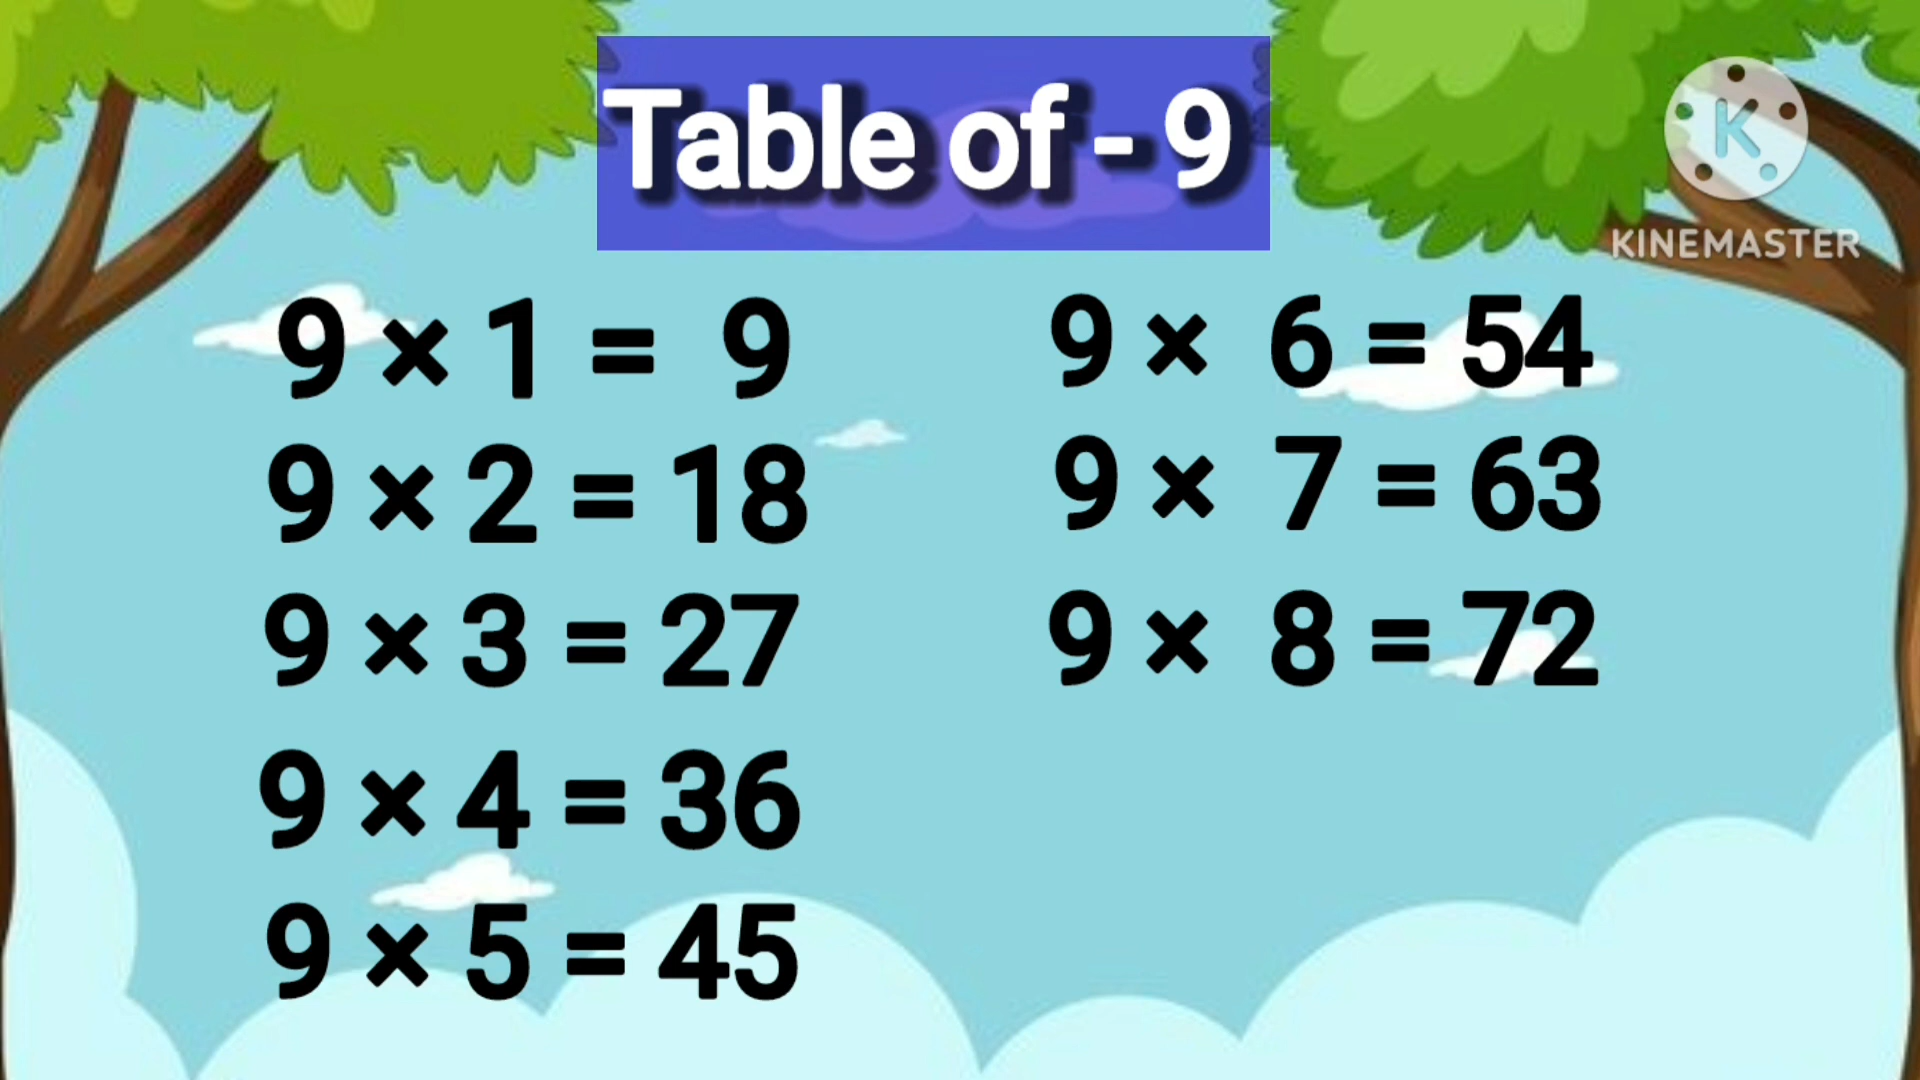 Table of - 9
K
KINEMASTER
9 × 1 = 9
9 × 2 = 18
9 × 3 = 27
9 × 4 = 36
9 × 5 = 45
9 × 6 = 54
9 × 7 = 63
9 × 8 = 72